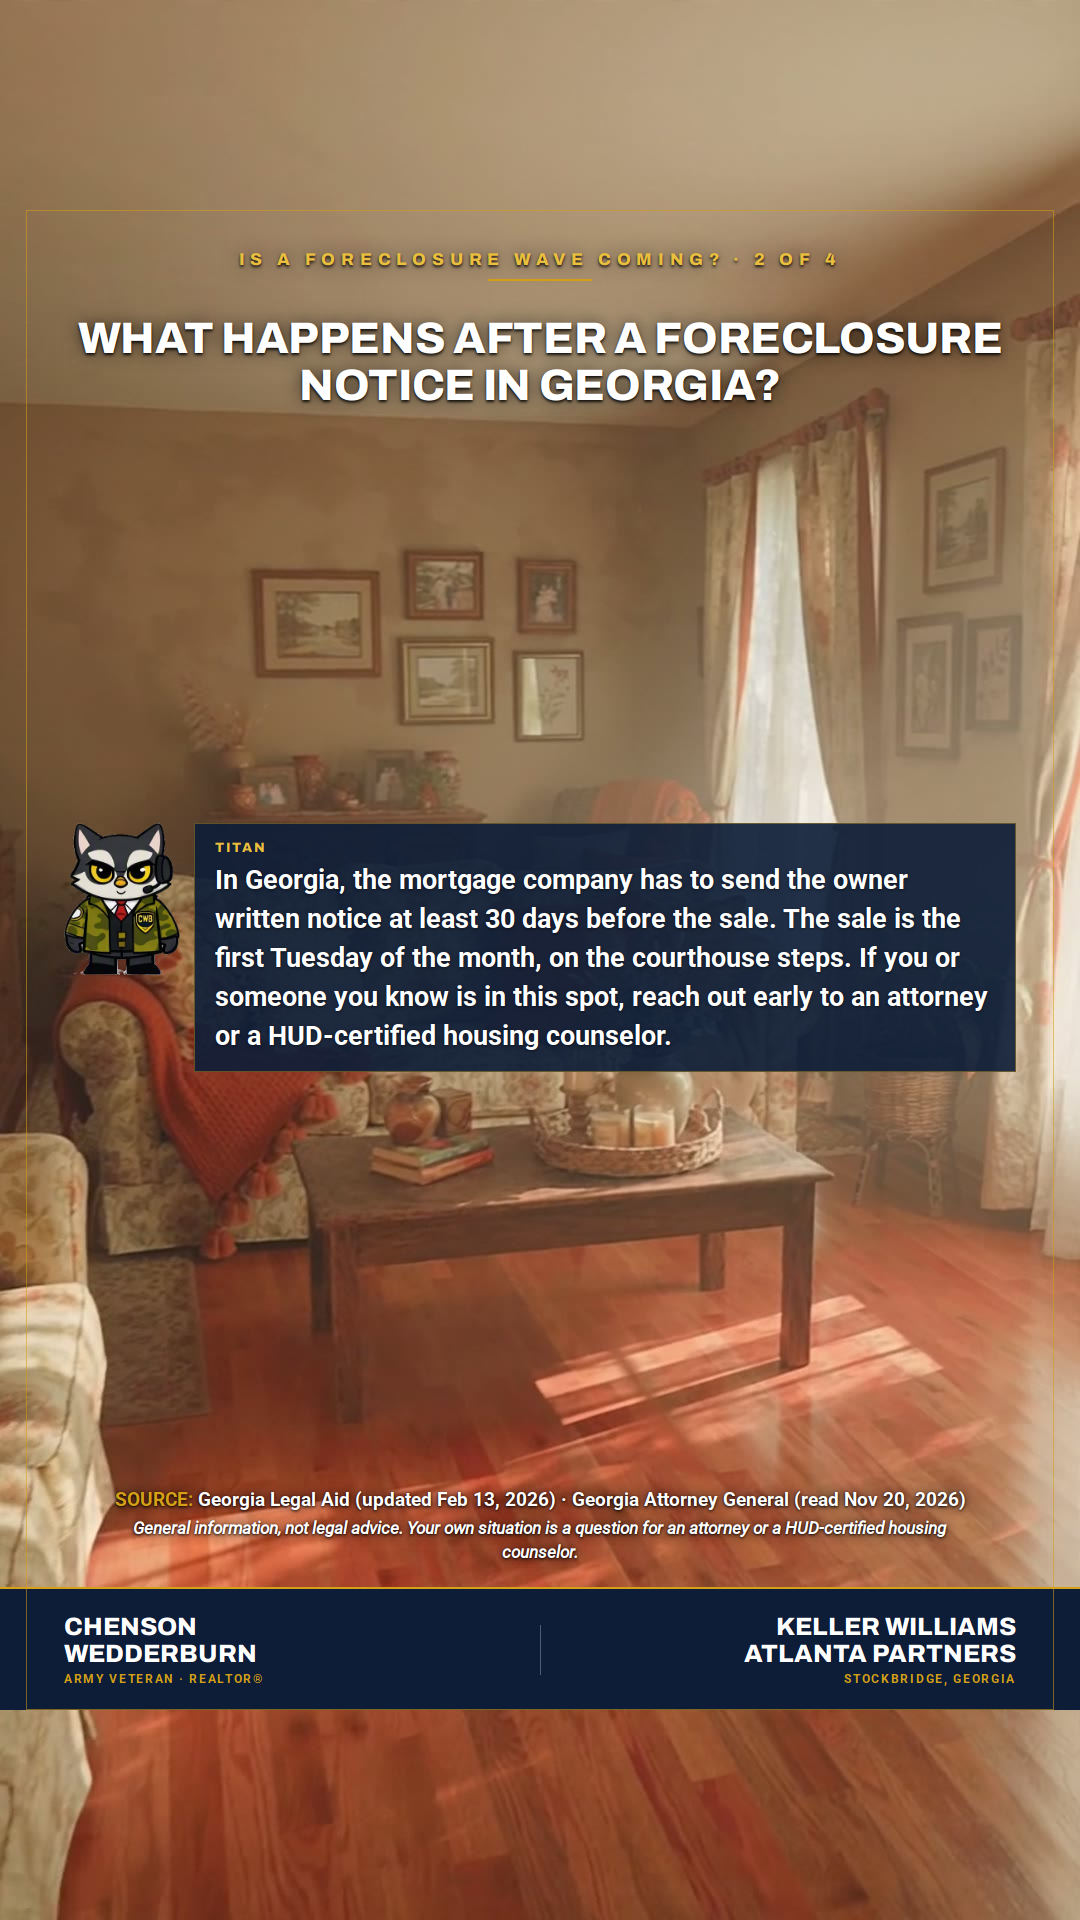 IS A FORECLOSURE WAVE COMING? · 2 OF 4
WHAT HAPPENS AFTER A FORECLOSURE
NOTICE IN GEORGIA?
TITAN
In Georgia, the mortgage company has to send the owner
written notice at least 30 days before the sale. The sale is the
first Tuesday of the month, on the courthouse steps. If you or
someone you know is in this spot, reach out early to an attorney
or a HUD-certified housing counselor.
CWB
SOURCE: Georgia Legal Aid (updated Feb 13, 2026) · Georgia Attorney General (read Nov 20, 2026)
General information, not legal advice. Your own situation is a question for an attorney or a HUD-certified housing
counselor.
CHENSON
WEDDERBURN
ARMY VETERAN · REALTOR®
KELLER WILLIAMS
ATLANTA PARTNERS
STOCKBRIDGE, GEORGIA